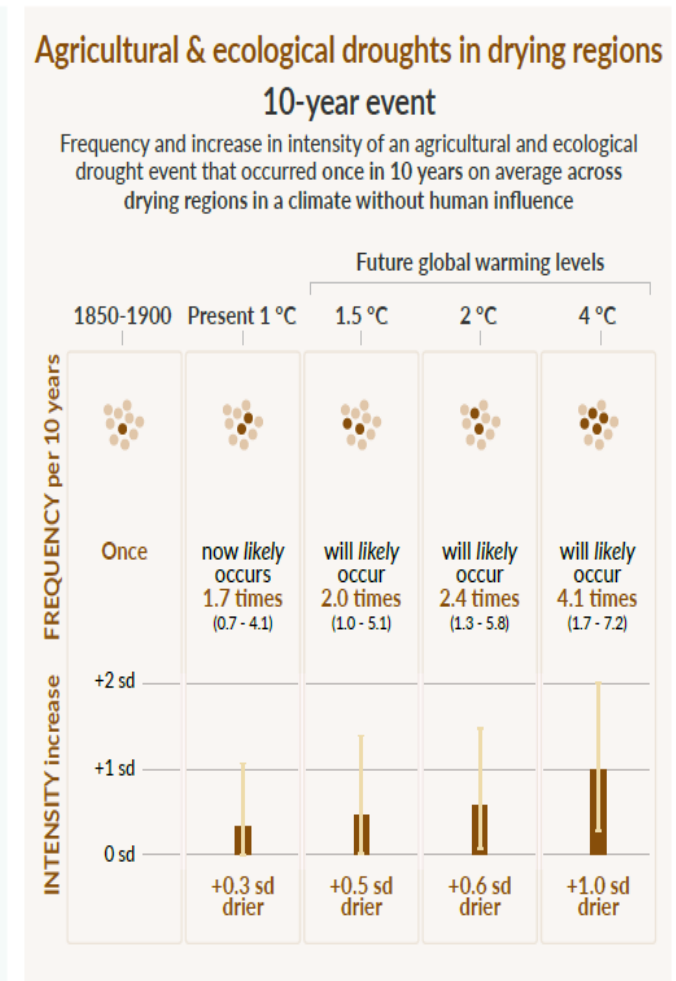 Agricultural & ecological droughts in drying regions
10-year event
Frequency and increase in intensity of an agricultural and ecological
drought event that occurred once in 10 years on average across
drying regions in a climate without human influence
Future global warming levels
1850-1900 Present 1 °C 1.5 °C 2 °C 4 °C
FREQUENCY per 10 years
Once
now likely
occurs
1.7 times
(0.7 - 4.1)
will likely
occur
2.0 times
(1.0 - 5.1)
will likely
occur
2.4 times
(1.3 - 5.8)
will likely
occur
4.1 times
(1.7 - 7.2)
INTENSITY increase
+2 sd
+1 sd
0 sd
+0.3 sd
drier
+0.5 sd
drier
+0.6 sd
drier
+1.0 sd
drier